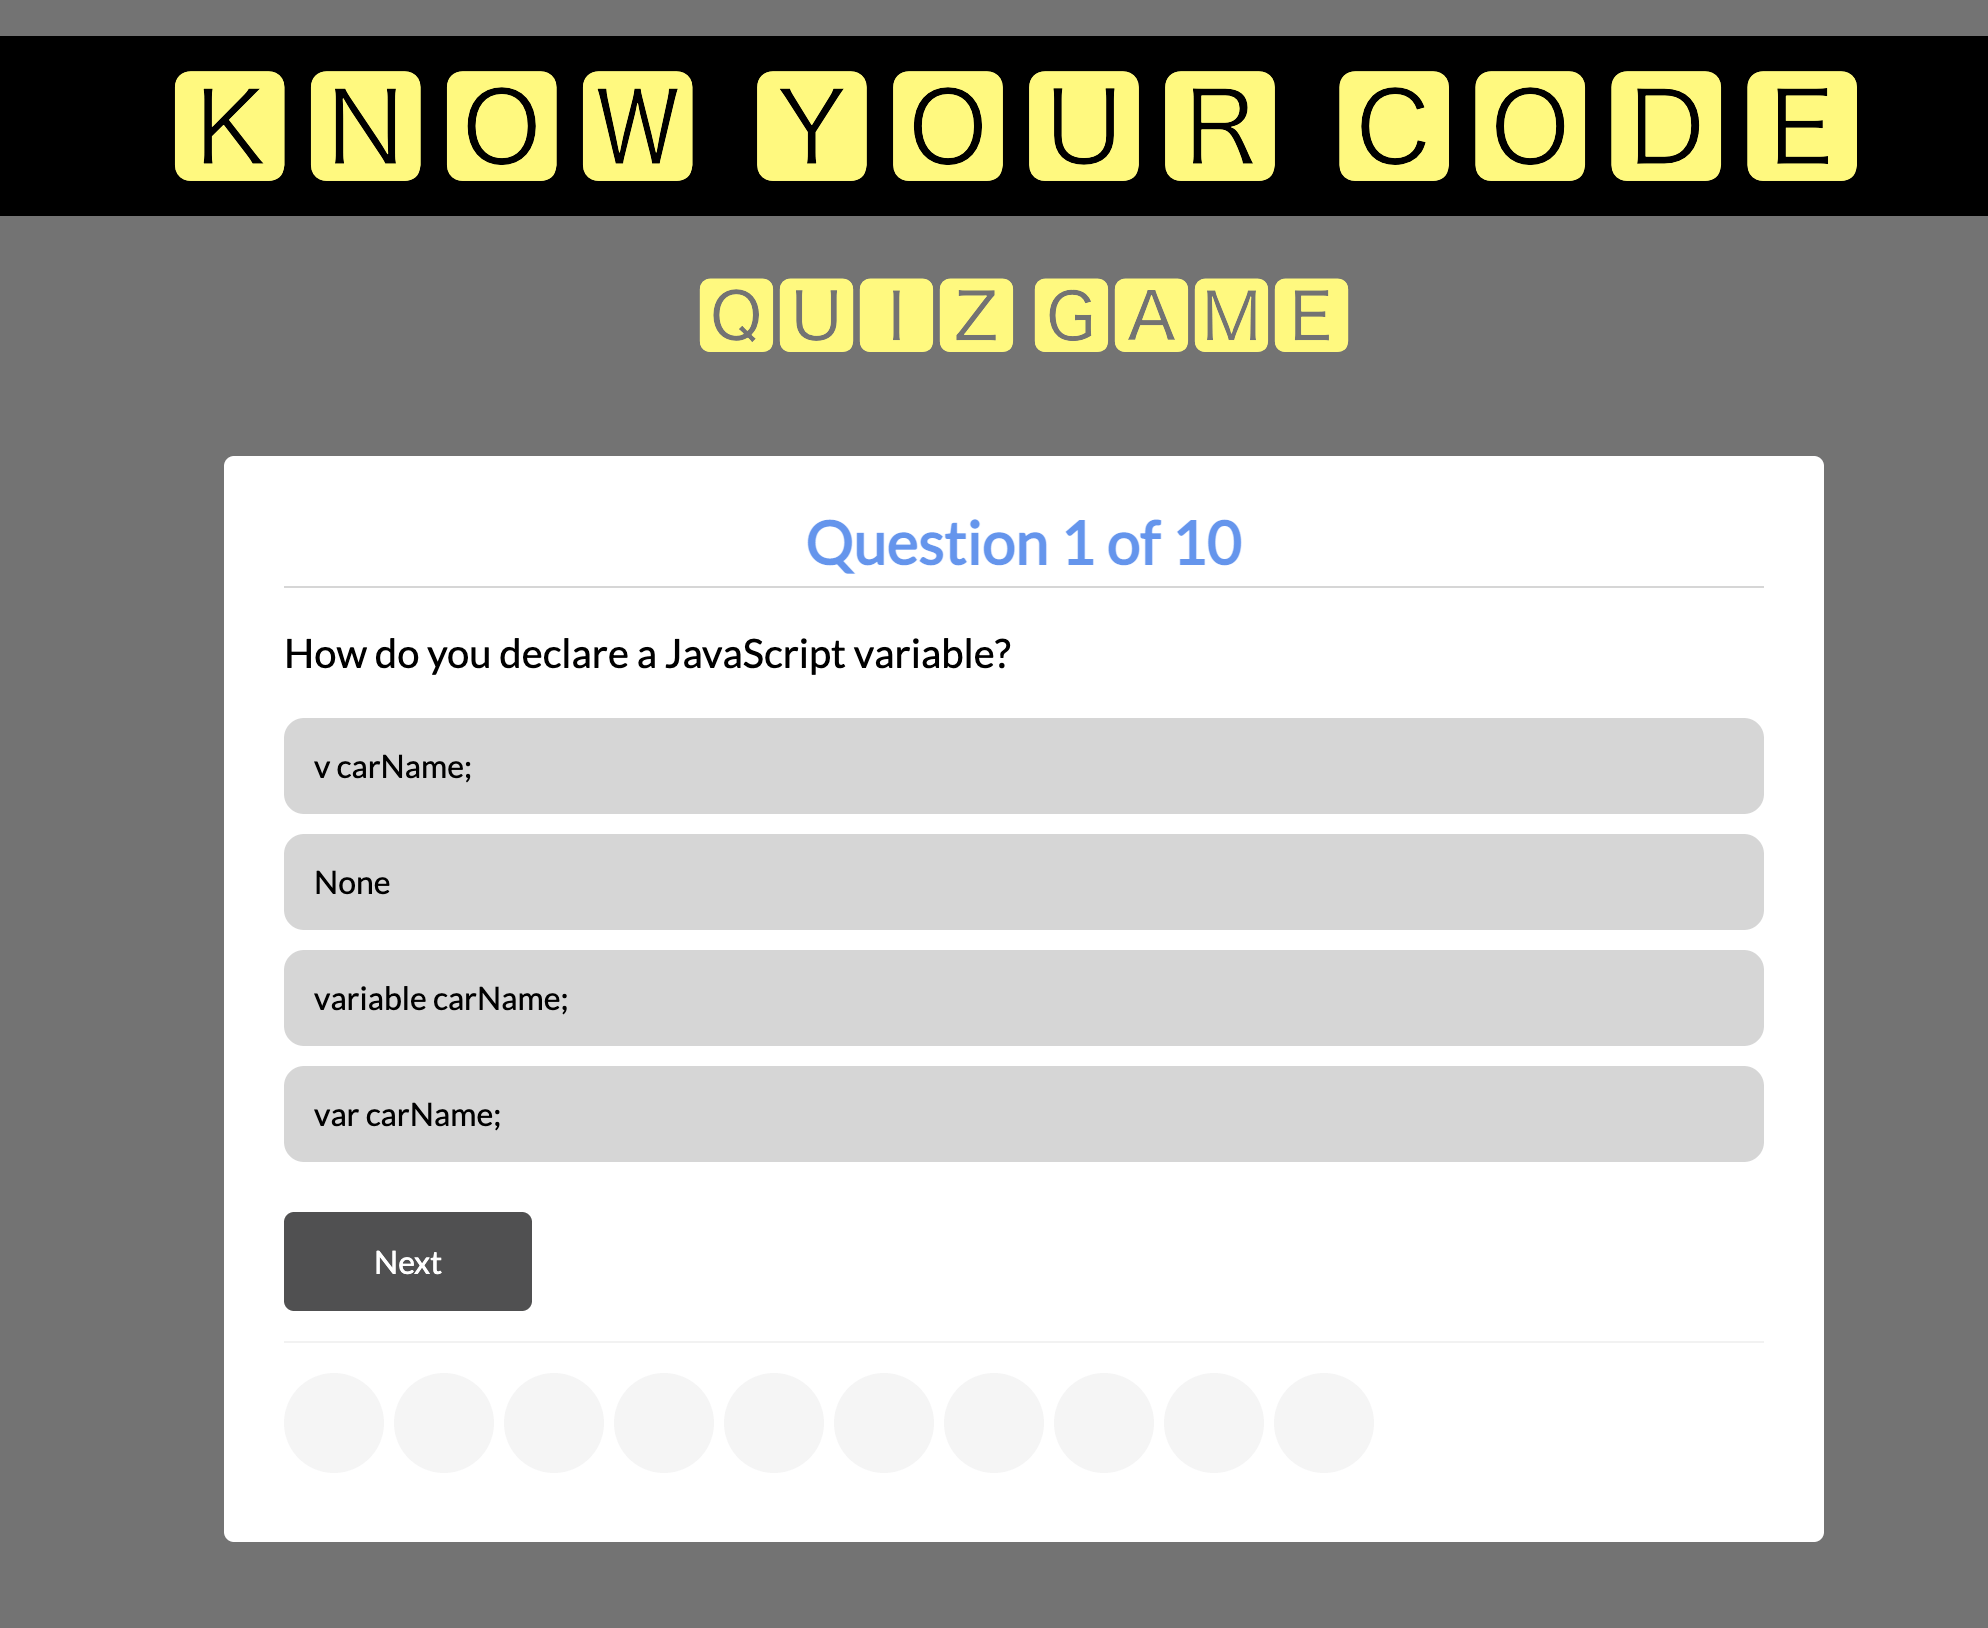 KNOW YOUR CODE
QUIZ GAME
Question 1 of 10
How do you declare a JavaScript variable?
v carName;
None
variable carName;
var carName;
Next